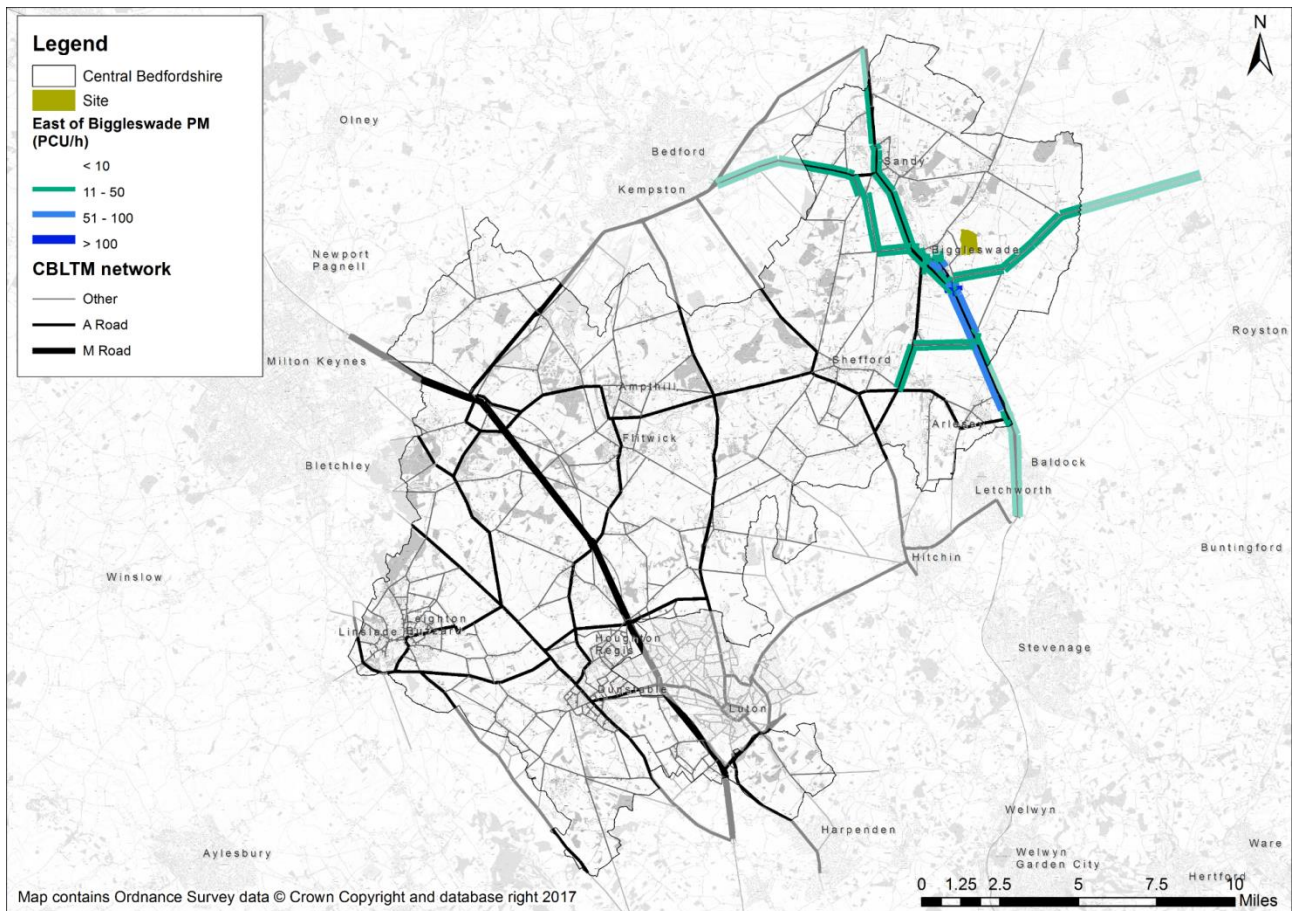 Legend
Central Bedfordshire
Site
East of Biggleswade PM
(PCU/h)
< 10
11 - 50
51 - 100
> 100
CBLTM network
Other
A Road
M Road
N
Olney
Bedford
Kempston
Sandy
Newport
Pagnell
Biggleswade
Royston
Milton Keynes
Shefford
Ampthill
Arlesey
Flitwick
Bletchley
Baldock
Letchworth
Hitchin
Buntingford
Winslow
Leighton
Linslade Buzzard
Houghton
Regis
Stevenage
Dunstable
Luton
Welwyn
Harpenden
Ware
Aylesbury
Welwyn
Garden City
Hertford
0 1.25 2.5 5 7.5 10
Miles
Map contains Ordnance Survey data © Crown Copyright and database right 2017